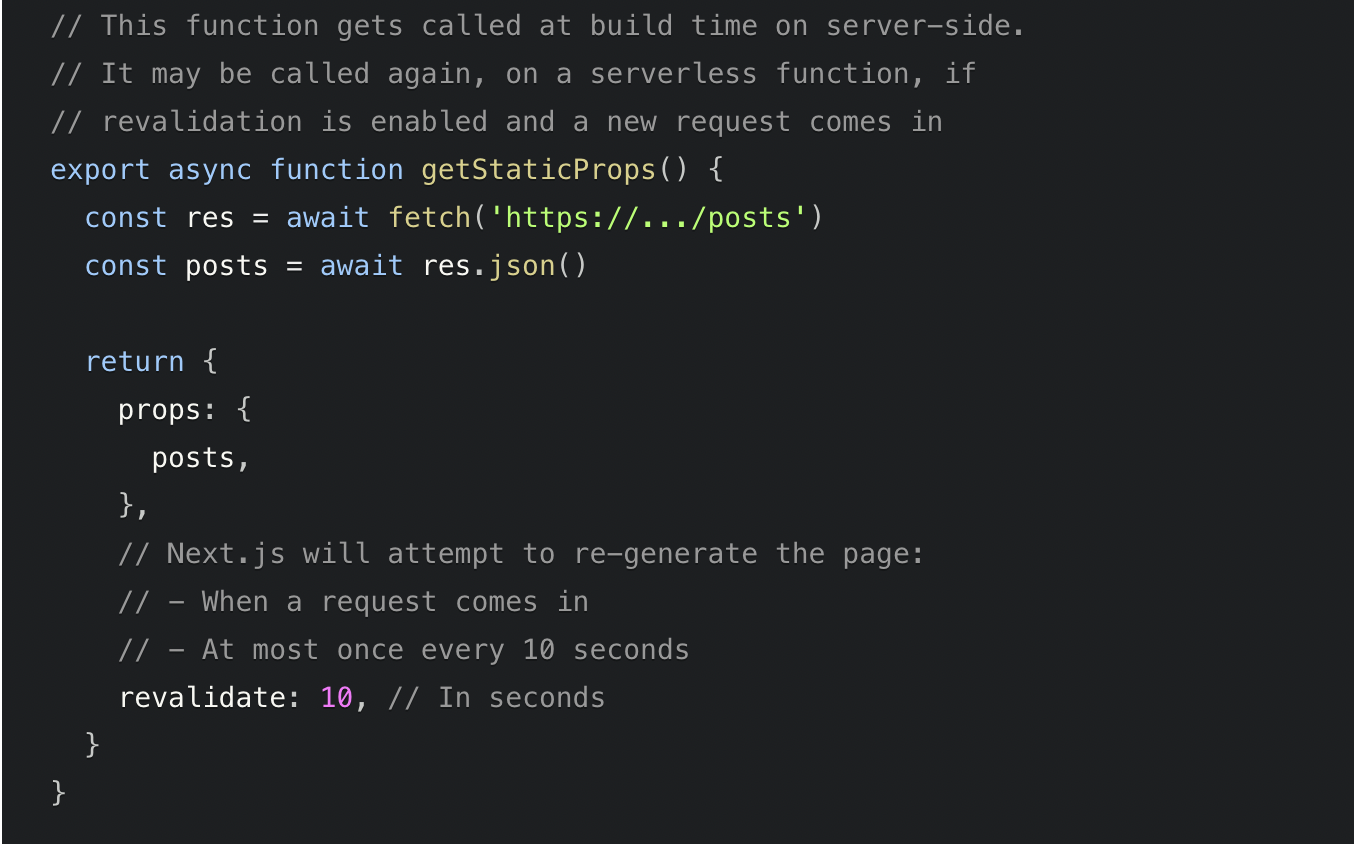 // This function gets called at build time on server-side.
// It may be called again, on a serverless function, if
// revalidation is enabled and a new request comes in
export async function getStaticProps() {
  const res = await fetch('https://.../posts')
  const posts = await res.json()

  return {
    props: {
      posts,
    },
    // Next.js will attempt to re-generate the page:
    // - When a request comes in
    // - At most once every 10 seconds
    revalidate: 10, // In seconds
  }
}